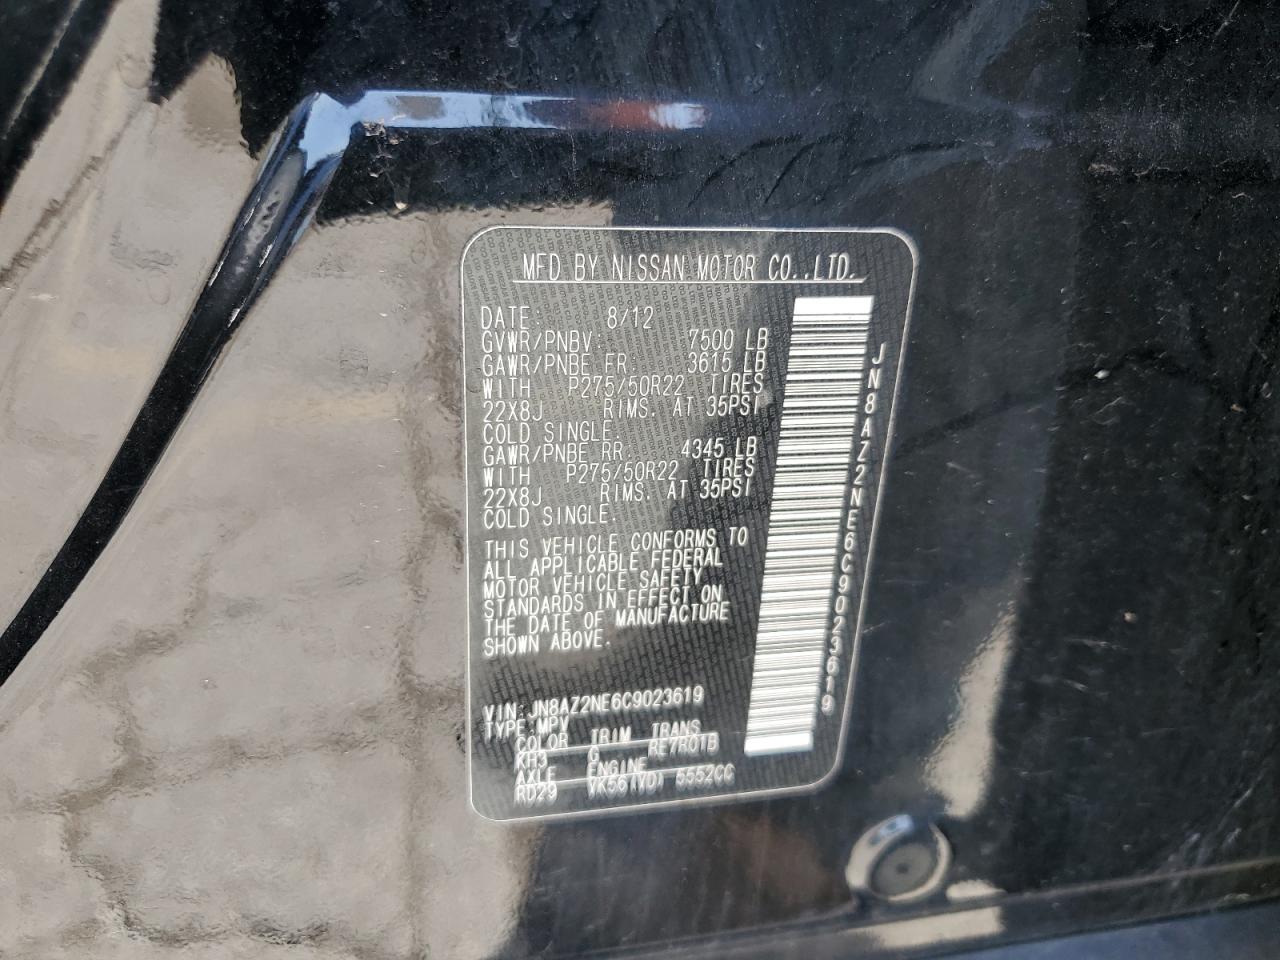 MFD BY NISSAN MOTOR CO.,LTD.
DATE: 8/12
GVWR/PNBV: 7500 LB
GAWR/PNBE FR: 3615 LB
WITH P275/50R22 TIRES
22X8J RIMS. AT 35PSI
COLD SINGLE.
GAWR/PNBE RR: 4345 LB
WITH P275/50R22 TIRES
22X8J RIMS. AT 35PSI
COLD SINGLE.
THIS VEHICLE CONFORMS TO
ALL APPLICABLE FEDERAL
MOTOR VEHICLE SAFETY
STANDARDS IN EFFECT ON
THE DATE OF MANUFACTURE
SHOWN ABOVE.
VIN:JN8AZ2NE6C9023619
TYPE:MPV
COLOR TRIM TRANS
KH3 G RE7R01B
AXLE ENGINE
RD29 VK56(VD) 5552CC
JN8AZ2NE6C9023619